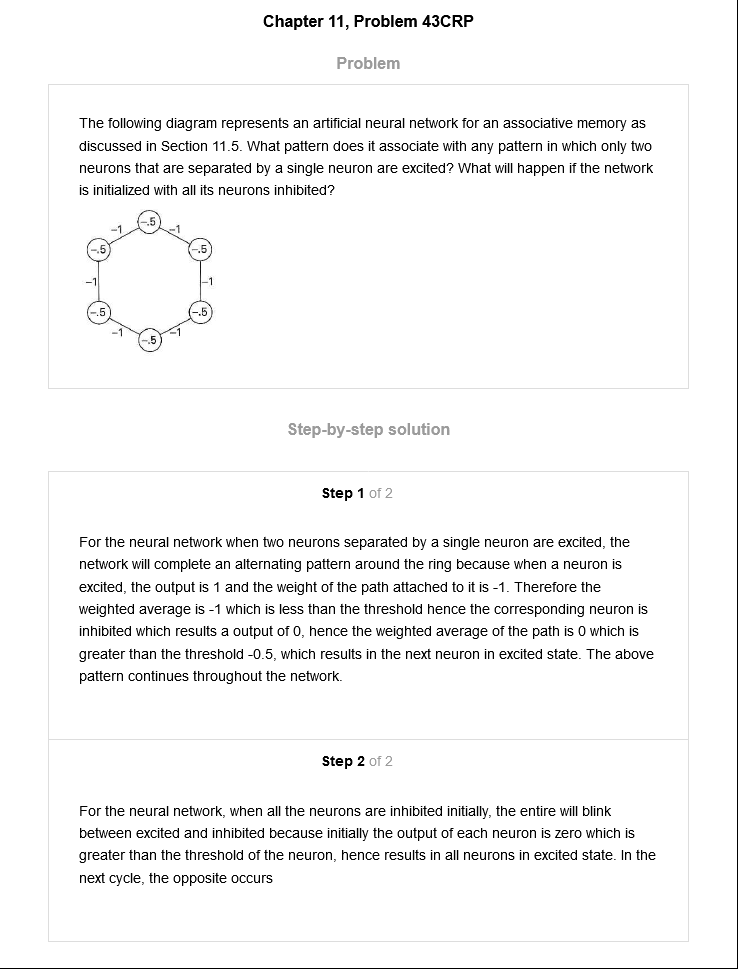 Chapter 11, Problem 43CRP
Problem
The following diagram represents an artificial neural network for an associative memory as
discussed in Section 11.5. What pattern does it associate with any pattern in which only two
neurons that are separated by a single neuron are excited? What will happen if the network
is initialized with all its neurons inhibited?
-.5
-1 -1
-.5 -.5
-1 -1
-.5 -.5
-1 -1
-.5
Step-by-step solution
Step 1 of 2
For the neural network when two neurons separated by a single neuron are excited, the
network will complete an alternating pattern around the ring because when a neuron is
excited, the output is 1 and the weight of the path attached to it is -1. Therefore the
weighted average is -1 which is less than the threshold hence the corresponding neuron is
inhibited which results a output of 0, hence the weighted average of the path is 0 which is
greater than the threshold -0.5, which results in the next neuron in excited state. The above
pattern continues throughout the network.
Step 2 of 2
For the neural network, when all the neurons are inhibited initially, the entire will blink
between excited and inhibited because initially the output of each neuron is zero which is
greater than the threshold of the neuron, hence results in all neurons in excited state. In the
next cycle, the opposite occurs